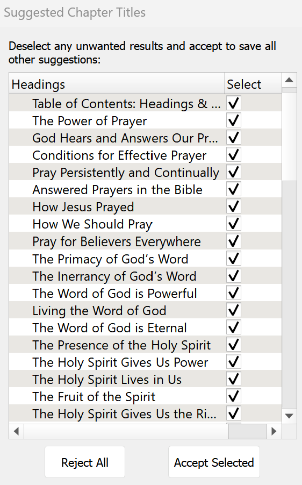 Suggested Chapter Titles
Deselect any unwanted results and accept to save all
other suggestions:
Headings Select
Table of Contents: Headings & ...
The Power of Prayer
God Hears and Answers Our Pr...
Conditions for Effective Prayer
Pray Persistently and Continually
Answered Prayers in the Bible
How Jesus Prayed
How We Should Pray
Pray for Believers Everywhere
The Primacy of God's Word
The Inerrancy of God's Word
The Word of God is Powerful
Living the Word of God
The Word of God is Eternal
The Presence of the Holy Spirit
The Holy Spirit Gives Us Power
The Holy Spirit Lives in Us
The Fruit of the Spirit
The Holy Spirit Gives Us the Ri...
Reject All Accept Selected